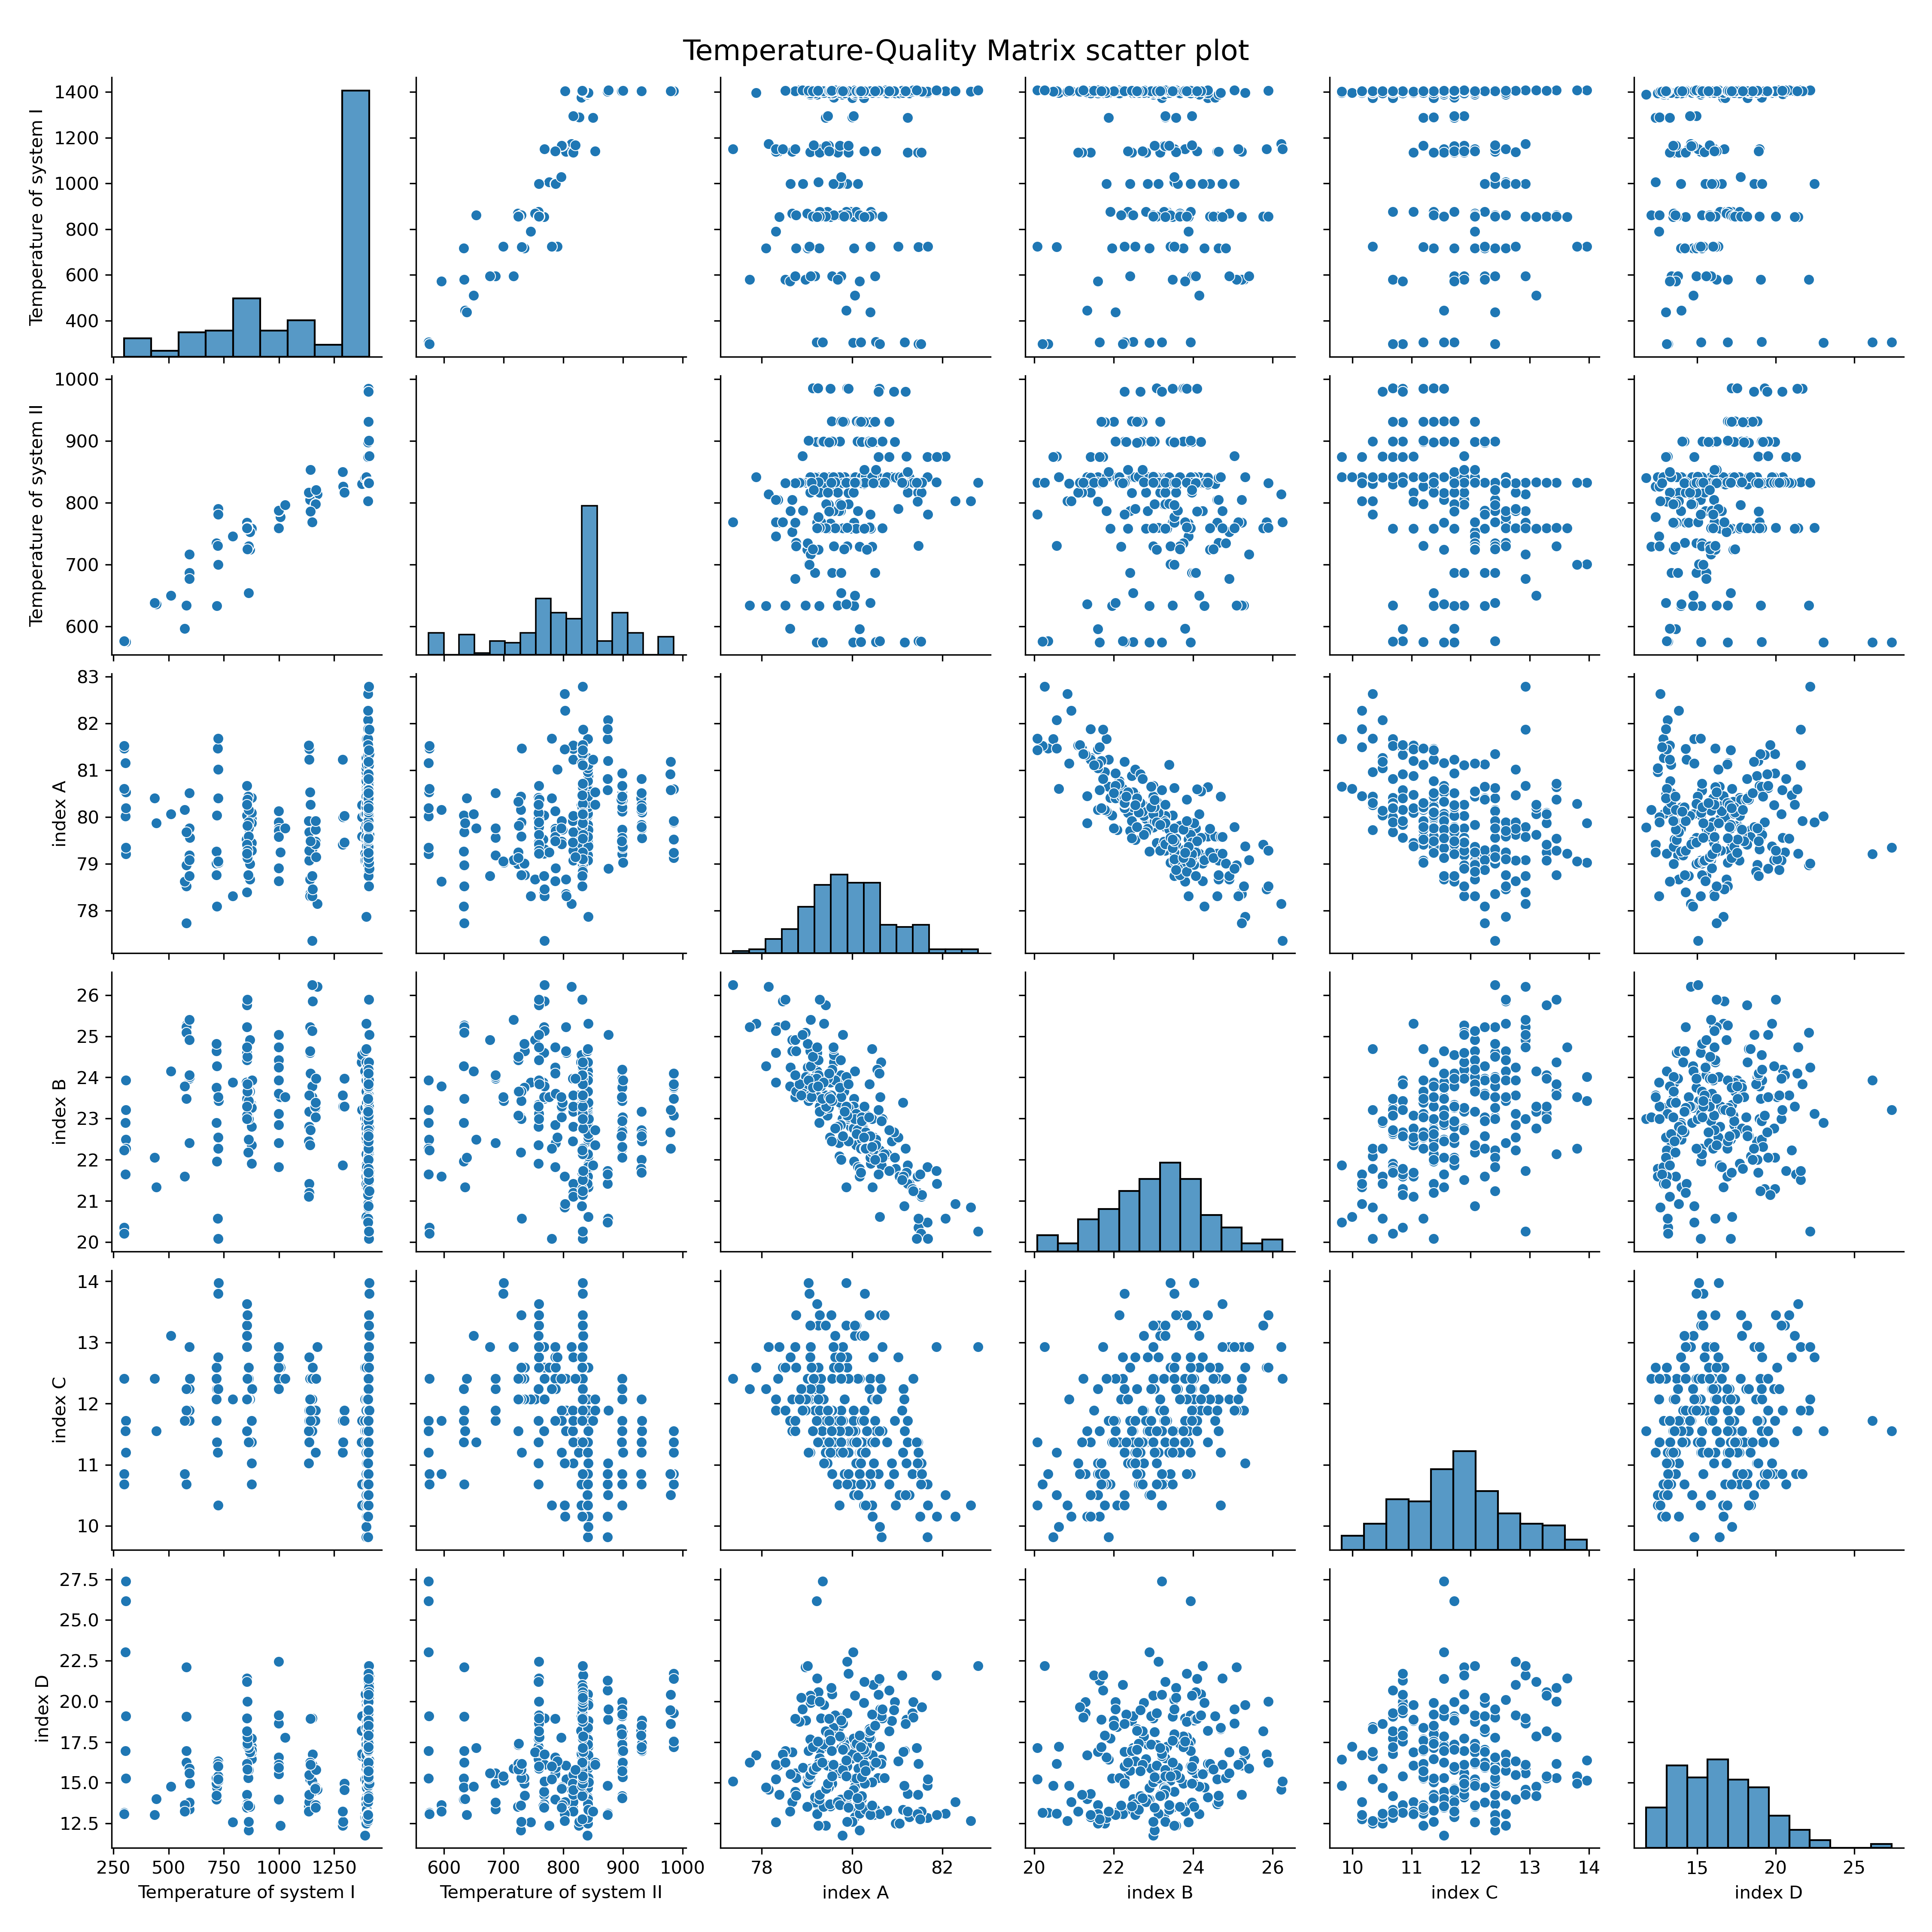 Temperature-Quality Matrix scatter plot
Temperature of system I
1400
1200
1000
800
600
400
Temperature of system II
1000
900
800
700
600
index A
83
82
81
80
79
78
index B
26
25
24
23
22
21
20
index C
14
13
12
11
10
index D
27.5
25.0
22.5
20.0
17.5
15.0
12.5
250 500 750 1000 1250
600 700 800 900 1000
78 80 82
20 22 24 26
10 11 12 13 14
15 20 25
Temperature of system I
Temperature of system II
index A
index B
index C
index D